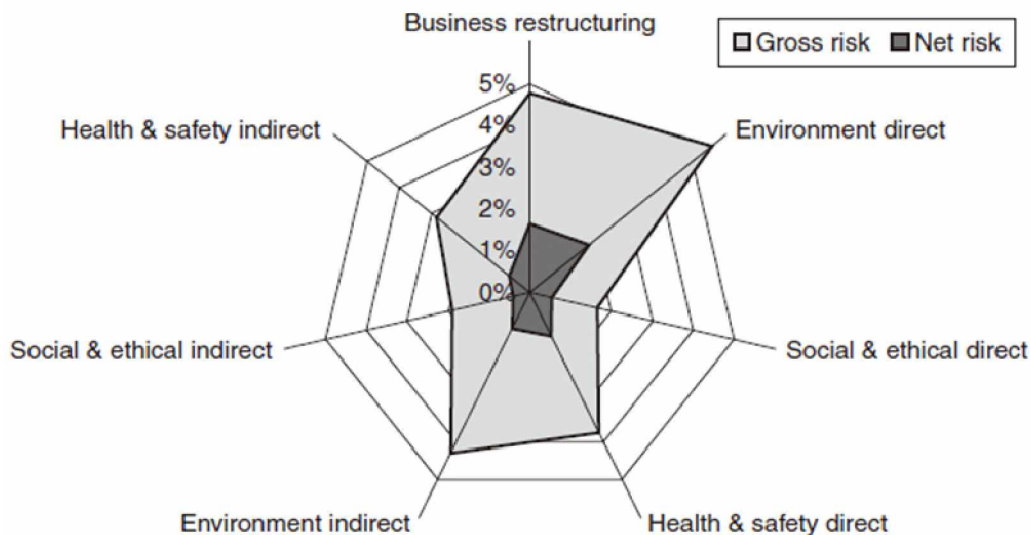 Business restructuring
Gross risk Net risk
5%
Health & safety indirect
4%
Environment direct
3%
2%
1%
0%
Social & ethical indirect
Social & ethical direct
Environment indirect
Health & safety direct